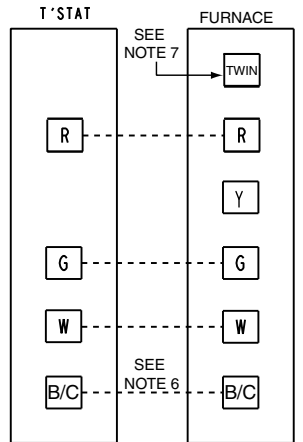 T'STAT
FURNACE
SEE
NOTE 7
TWIN
R
R
Y
G
G
W
W
SEE
NOTE 6
B/C
B/C